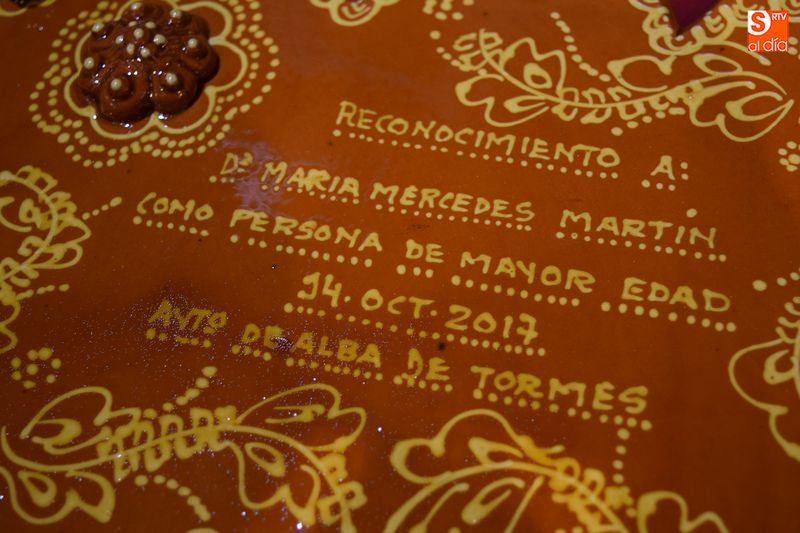 S RTV
al día
RECONOCIMIENTO A:
Dª MARIA MERCEDES MARTÍN
COMO PERSONA DE MAYOR EDAD
14. OCT. 2017
AYTO DE ALBA DE TORMES